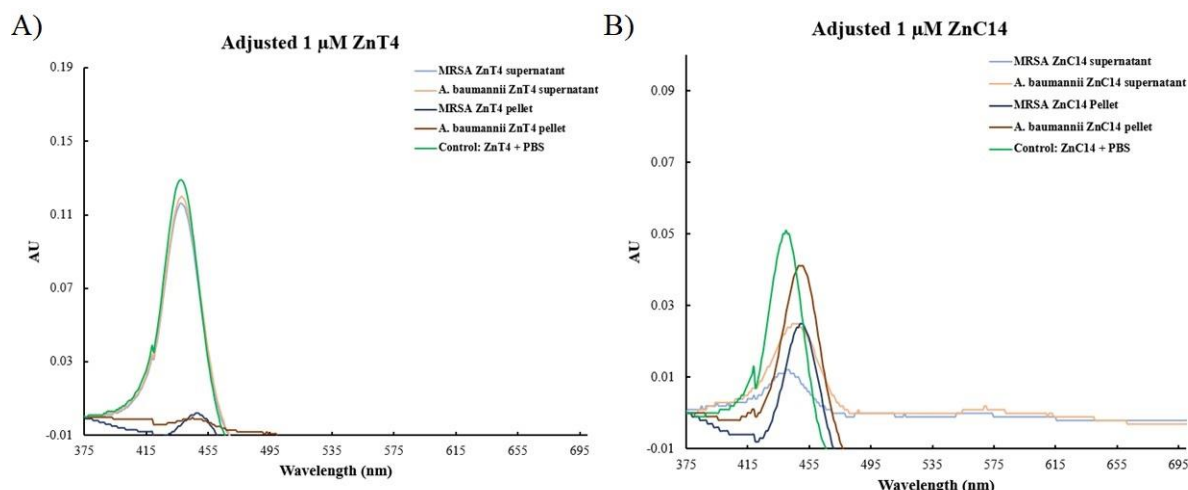 A)
Adjusted 1 µM ZnT4
MRSA ZnT4 supernatant
A. baumannii ZnT4 supernatant
MRSA ZnT4 pellet
A. baumannii ZnT4 pellet
Control: ZnT4 + PBS
0.19
0.15
0.11
0.07
0.03
-0.01
AU
375 415 455 495 535 575 615 655 695
Wavelength (nm)
B)
Adjusted 1 µM ZnC14
MRSA ZnC14 supernatant
A. baumannii ZnC14 supernatant
MRSA ZnC14 Pellet
A. baumannii ZnC14 pellet
Control: ZnC14 + PBS
0.09
0.07
0.05
0.03
0.01
-0.01
AU
375 415 455 495 535 575 615 655 695
Wavelength (nm)